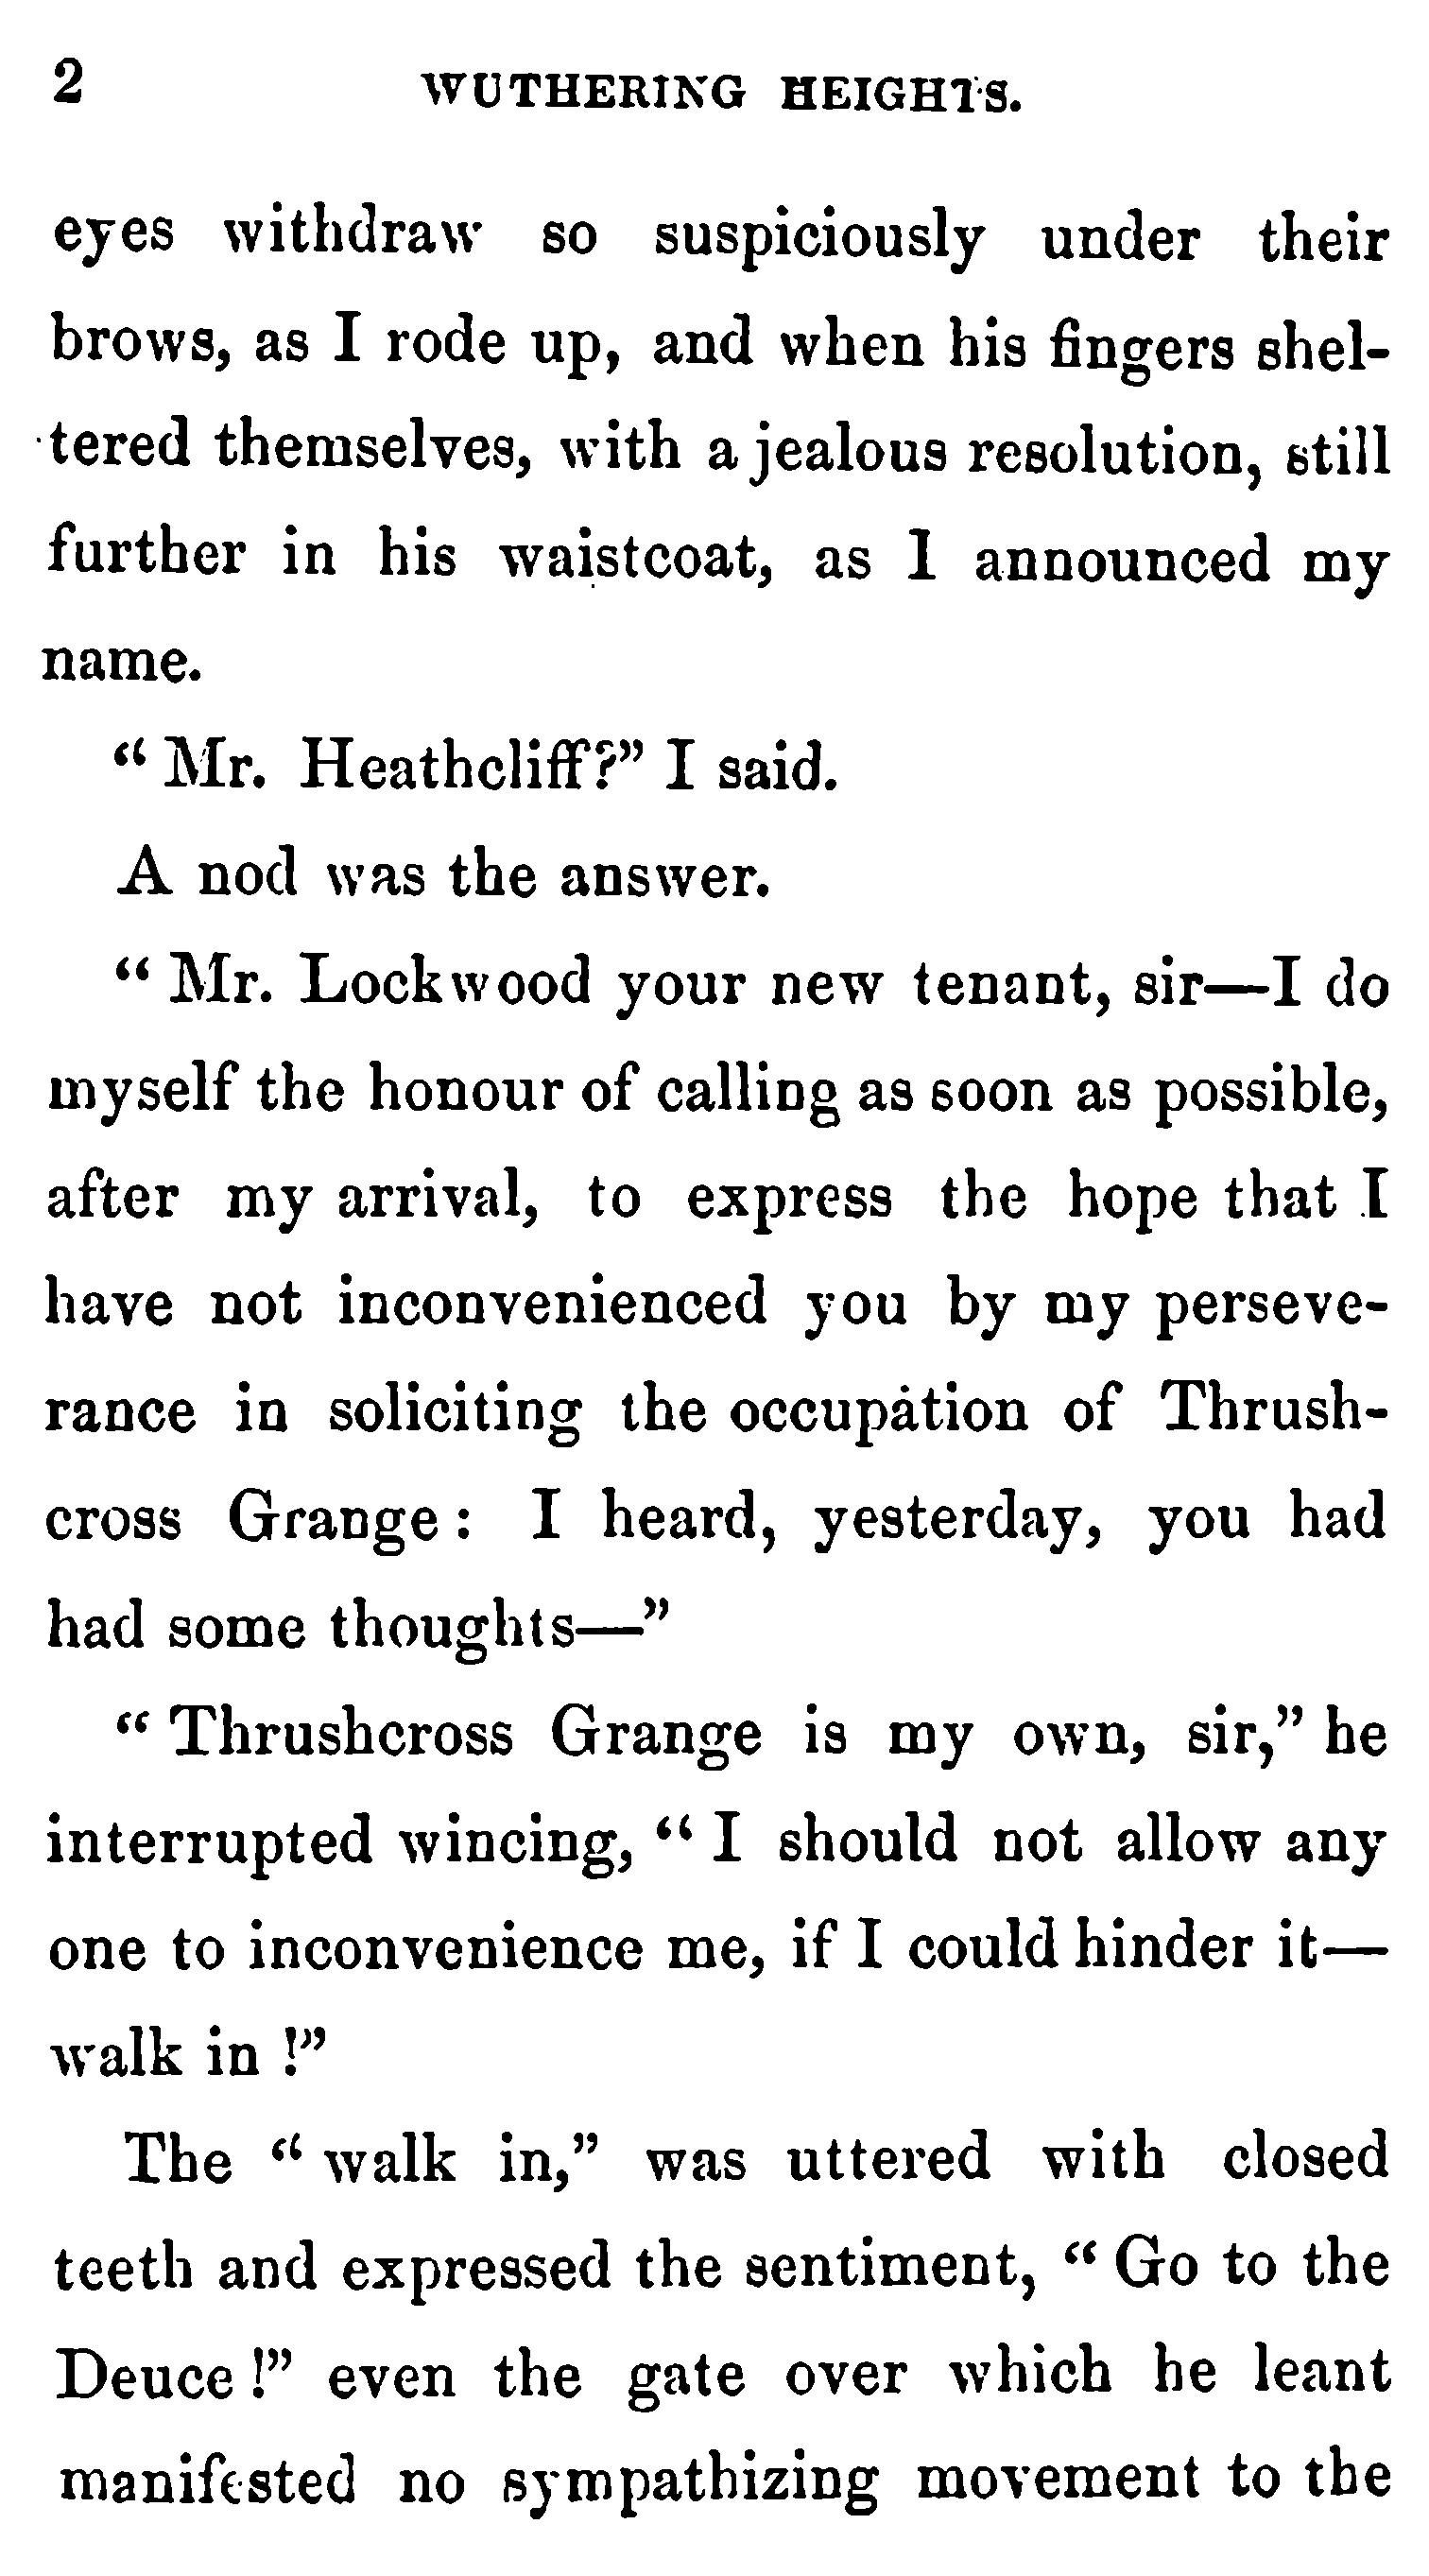 2 WUTHERING HEIGHTS.
eyes withdraw so suspiciously under their
brows, as I rode up, and when his fingers shel-
tered themselves, with a jealous resolution, still
further in his waistcoat, as I announced my
name.
“Mr. Heathcliff?” I said.
A nod was the answer.
“Mr. Lockwood your new tenant, sir—I do
myself the honour of calling as soon as possible,
after my arrival, to express the hope that I
have not inconvenienced you by my perseve-
rance in soliciting the occupation of Thrush-
cross Grange: I heard, yesterday, you had
had some thoughts—”
“Thrushcross Grange is my own, sir,” he
interrupted wincing, “I should not allow any
one to inconvenience me, if I could hinder it—
walk in!”
The “walk in,” was uttered with closed
teeth and expressed the sentiment, “Go to the
Deuce!” even the gate over which he leant
manifested no sympathizing movement to the